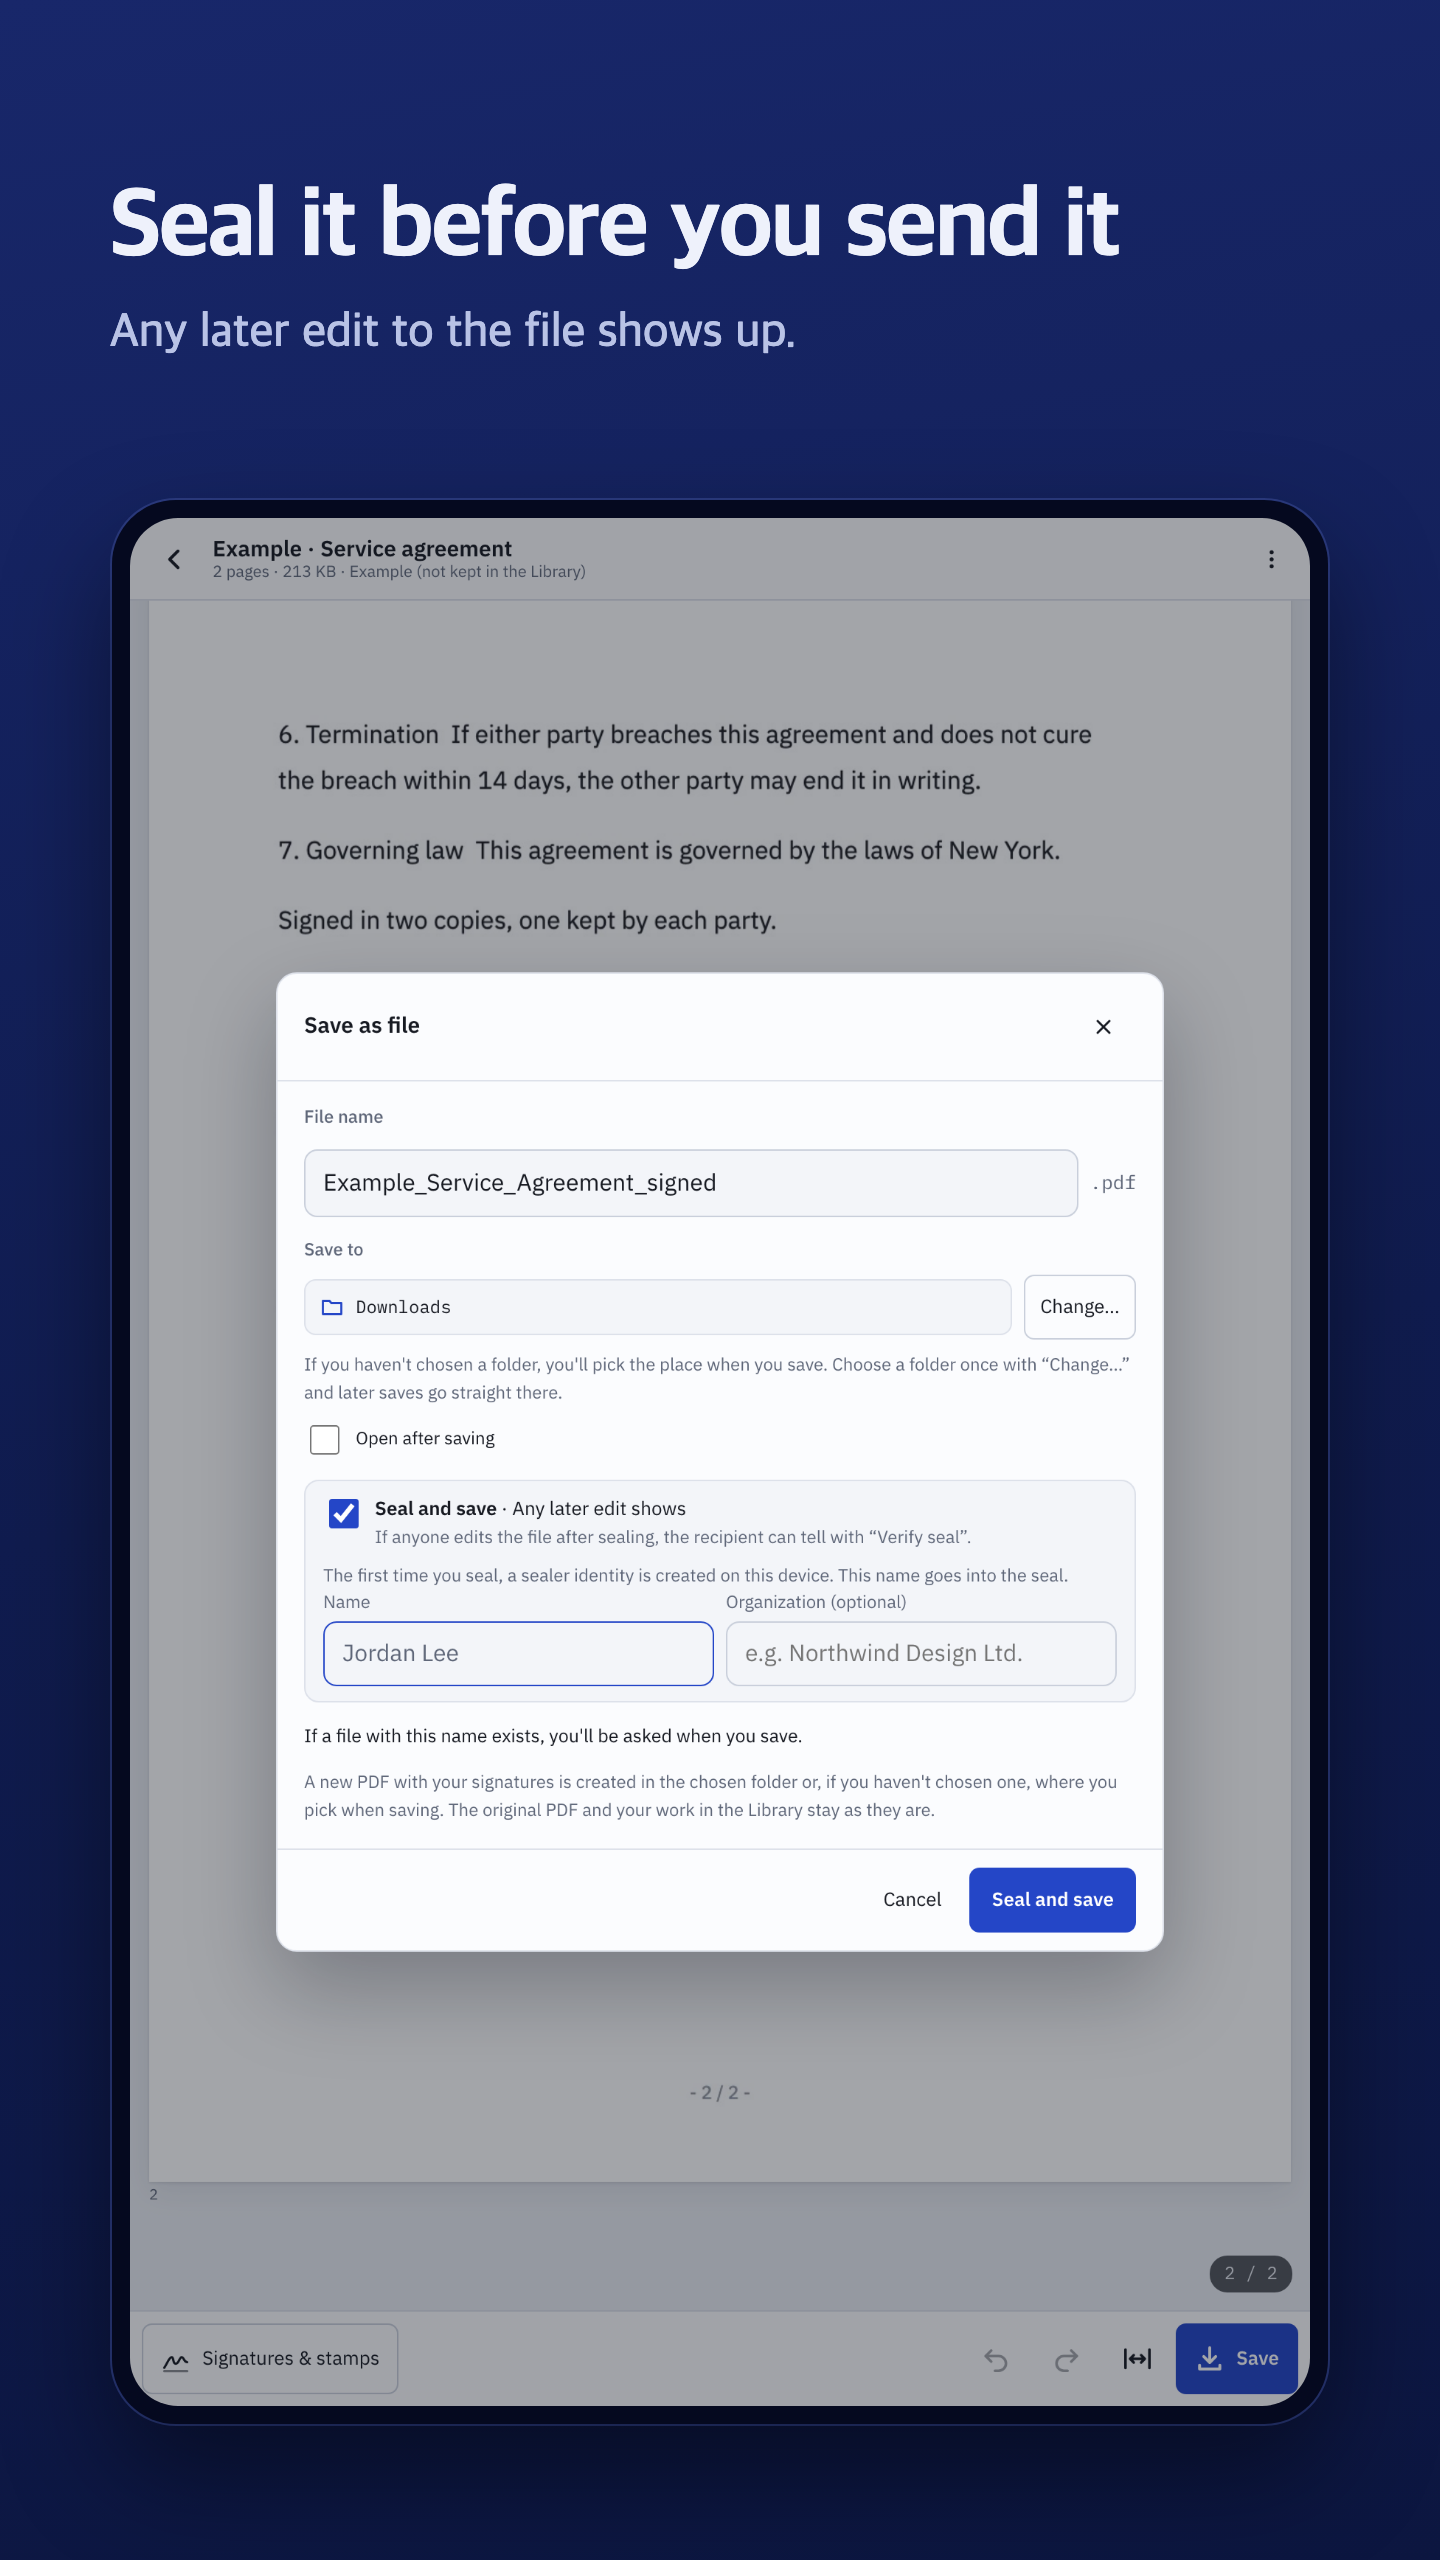 Seal it before you send it
Any later edit to the file shows up.
Example · Service agreement
2 pages · 213 KB · Example (not kept in the Library)
6. Termination  If either party breaches this agreement and does not cure
the breach within 14 days, the other party may end it in writing.
7. Governing law  This agreement is governed by the laws of New York.
Signed in two copies, one kept by each party.
Save as file
File name
Example_Service_Agreement_signed
.pdf
Save to
Downloads
Change...
If you haven't chosen a folder, you'll pick the place when you save. Choose a folder once with “Change...”
and later saves go straight there.
Open after saving
Seal and save · Any later edit shows
If anyone edits the file after sealing, the recipient can tell with “Verify seal”.
The first time you seal, a sealer identity is created on this device. This name goes into the seal.
Name
Organization (optional)
Jordan Lee
e.g. Northwind Design Ltd.
If a file with this name exists, you'll be asked when you save.
A new PDF with your signatures is created in the chosen folder or, if you haven't chosen one, where you
pick when saving. The original PDF and your work in the Library stay as they are.
Cancel
Seal and save
- 2 / 2 -
2
2 / 2
Signatures & stamps
Save